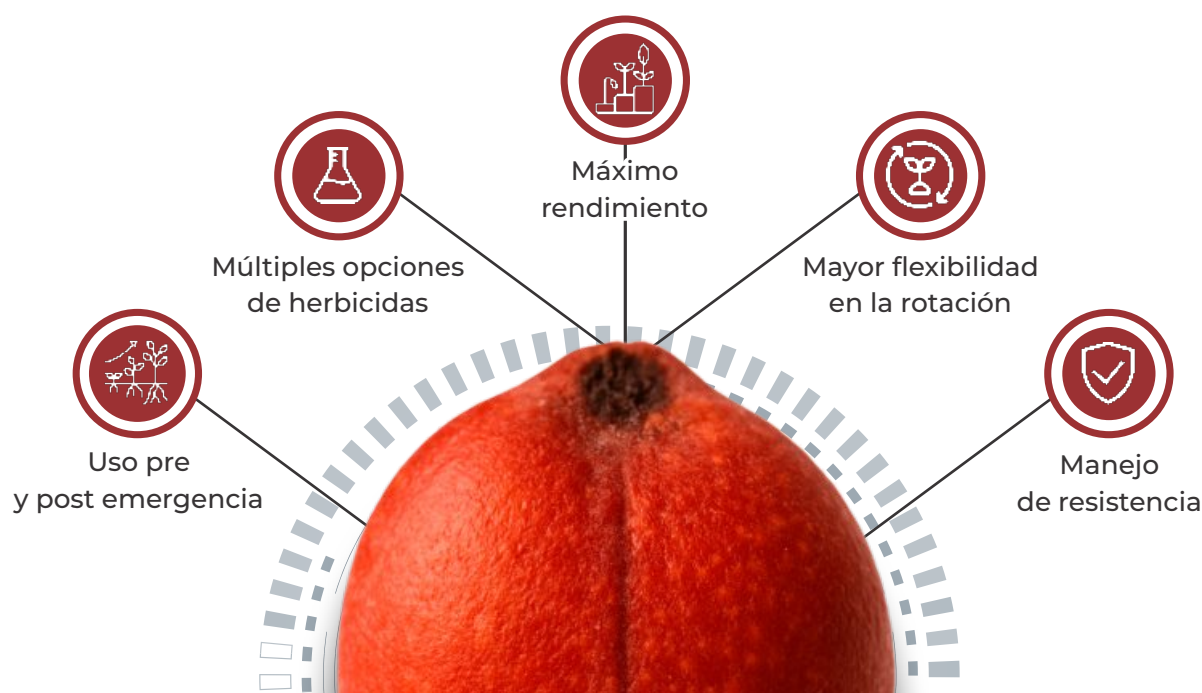 Máximo
rendimiento
Múltiples opciones
de herbicidas
Mayor flexibilidad
en la rotación
Uso pre
y post emergencia
Manejo
de resistencia